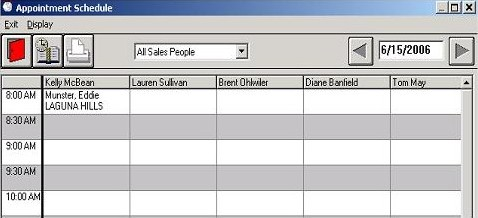 Appointment Schedule
Exit Display
All Sales People
6/15/2006
Kelly McBean Lauren Sullivan Brent Ohlwiler Diane Banfield Tom May
8:00 AM Munster, Eddie
LAGUNA HILLS
8:30 AM
9:00 AM
9:30 AM
10:00 AM